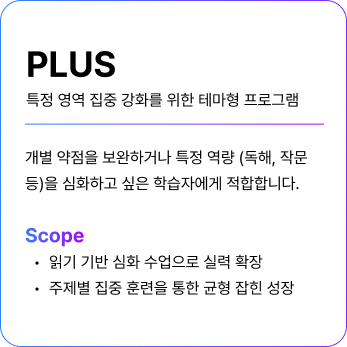 PLUS
특정 영역 집중 강화를 위한 테마형 프로그램
개별 약점을 보완하거나 특정 역량 (독해, 작문
등)을 심화하고 싶은 학습자에게 적합합니다.
Scope
• 읽기 기반 심화 수업으로 실력 확장
• 주제별 집중 훈련을 통한 균형 잡힌 성장